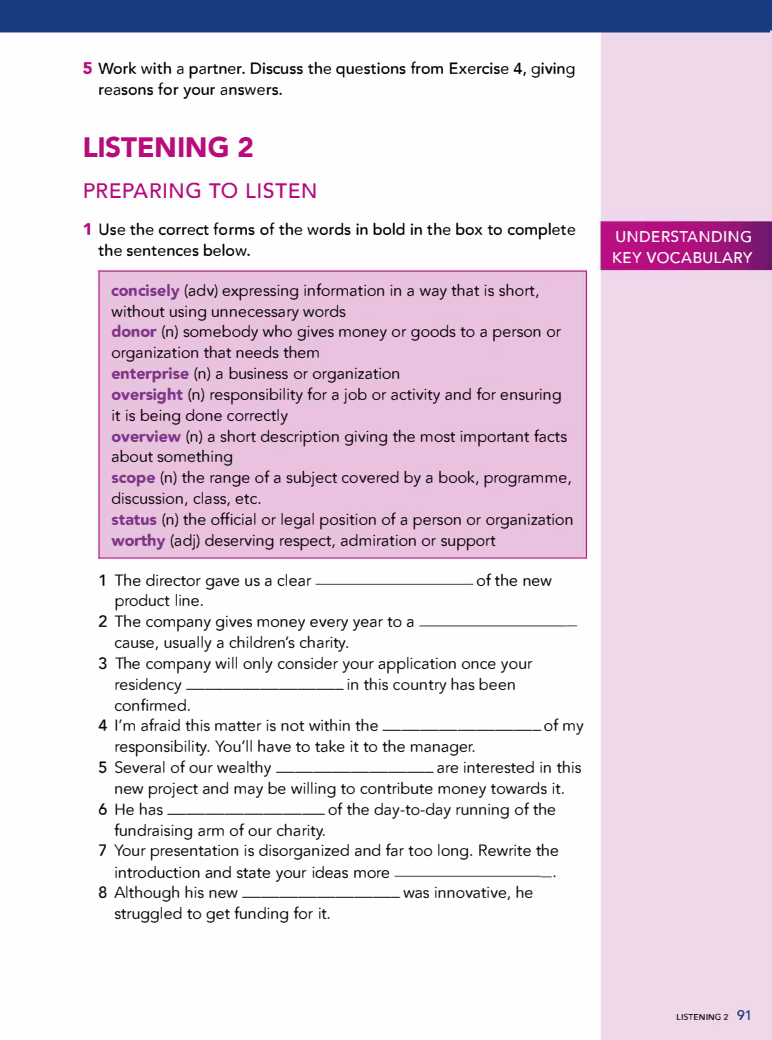 5 Work with a partner. Discuss the questions from Exercise 4, giving
reasons for your answers.
LISTENING 2
PREPARING TO LISTEN
1 Use the correct forms of the words in bold in the box to complete
the sentences below.
UNDERSTANDING
KEY VOCABULARY
concisely (adv) expressing information in a way that is short,
without using unnecessary words
donor (n) somebody who gives money or goods to a person or
organization that needs them
enterprise (n) a business or organization
oversight (n) responsibility for a job or activity and for ensuring
it is being done correctly
overview (n) a short description giving the most important facts
about something
scope (n) the range of a subject covered by a book, programme,
discussion, class, etc.
status (n) the official or legal position of a person or organization
worthy (adj) deserving respect, admiration or support
1 The director gave us a clear ____________ of the new
product line.
2 The company gives money every year to a ____________
cause, usually a children's charity.
3 The company will only consider your application once your
residency ____________ in this country has been
confirmed.
4 I'm afraid this matter is not within the ____________ of my
responsibility. You'll have to take it to the manager.
5 Several of our wealthy ____________ are interested in this
new project and may be willing to contribute money towards it.
6 He has ____________ of the day-to-day running of the
fundraising arm of our charity.
7 Your presentation is disorganized and far too long. Rewrite the
introduction and state your ideas more ____________.
8 Although his new ____________ was innovative, he
struggled to get funding for it.
LISTENING 2 91